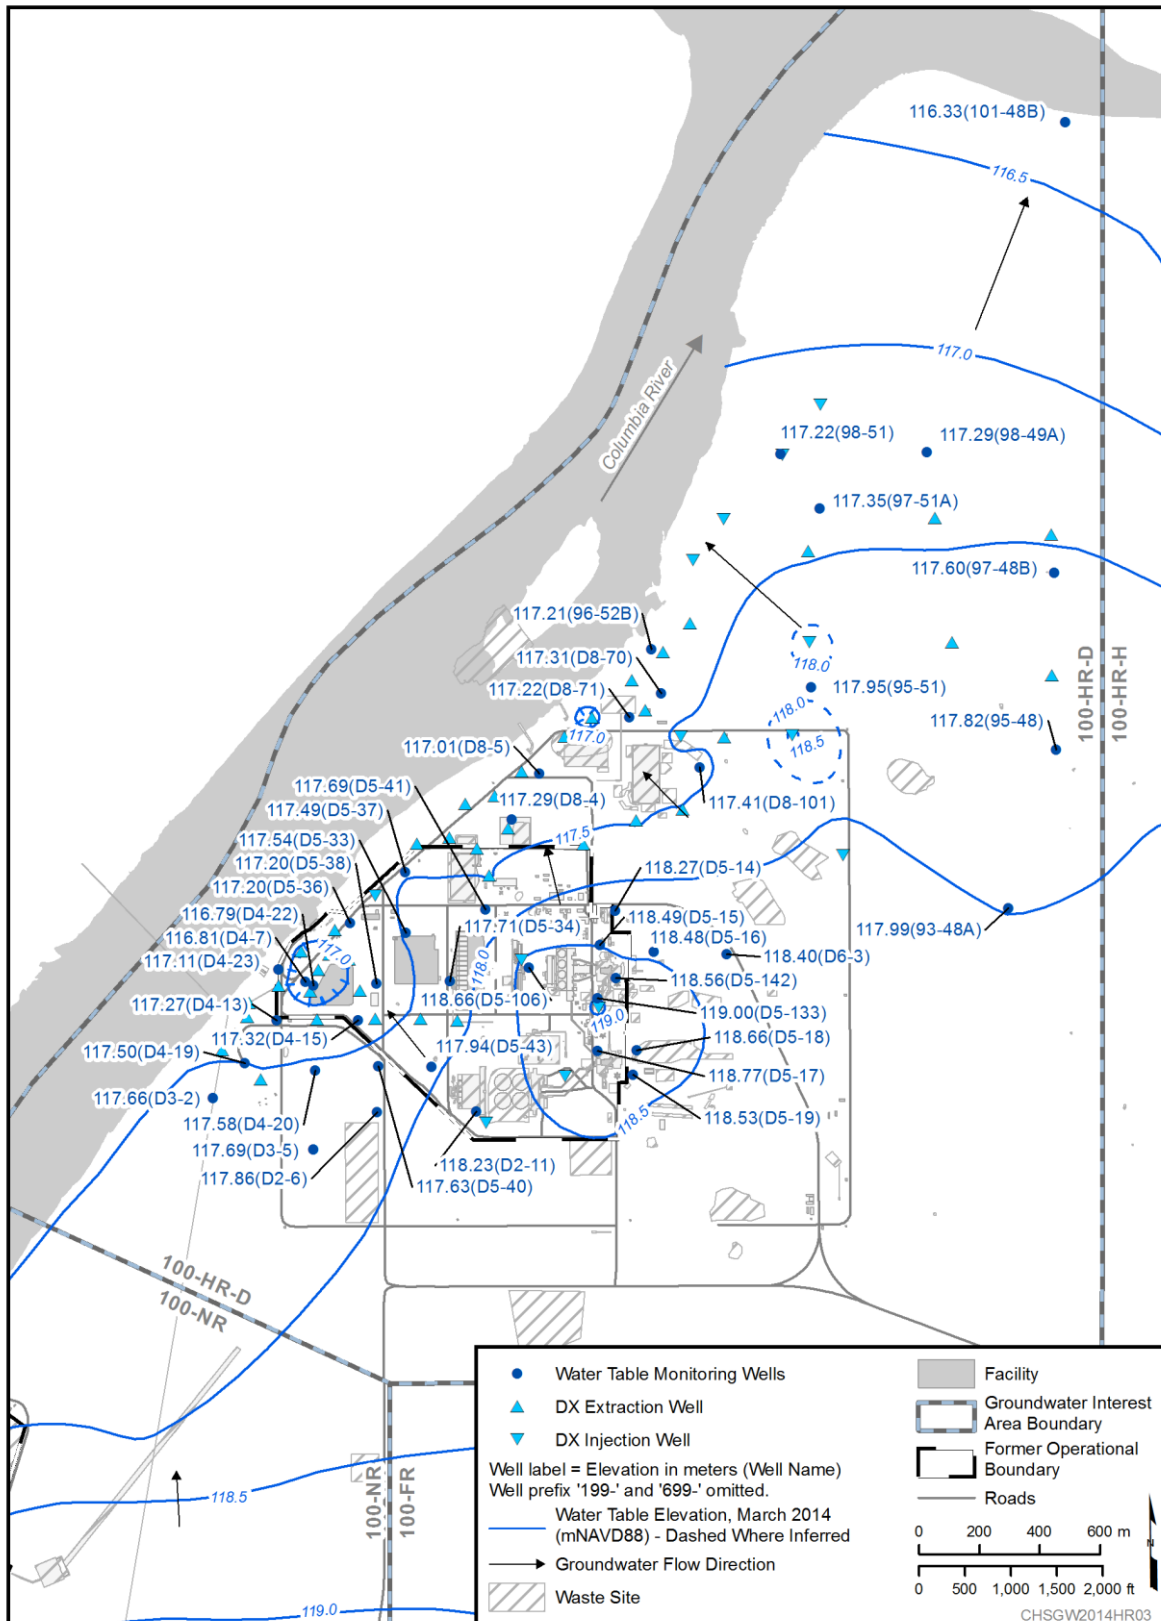 116.33(101-48B)
116.5
117.0
Columbia River
117.22(98-51)
117.29(98-49A)
117.35(97-51A)
117.60(97-48B)
117.21(96-52B)
117.31(D8-70)
118.0
117.22(D8-71)
117.95(95-51)
100-HR-D
100-HR-H
118.0
117.0
118.5
117.82(95-48)
117.01(D8-5)
117.69(D5-41)
117.29(D8-4)
117.41(D8-101)
117.49(D5-37)
117.54(D5-33)
117.5
117.20(D5-38)
118.27(D5-14)
117.20(D5-36)
116.79(D4-22)
117.71(D5-34)
118.49(D5-15)
118.48(D5-16)
117.99(93-48A)
116.81(D4-7)
117.0
118.0
118.40(D6-3)
117.11(D4-23)
118.56(D5-142)
118.66(D5-106)
117.27(D4-13)
119.00(D5-133)
119.0
117.32(D4-15)
117.94(D5-43)
118.66(D5-18)
117.50(D4-19)
118.77(D5-17)
117.66(D3-2)
118.53(D5-19)
117.58(D4-20)
118.5
117.69(D3-5)
118.23(D2-11)
117.86(D2-6)
117.63(D5-40)
100-HR-D
100-NR
100-NR
100-FR
118.5
119.0
Water Table Monitoring Wells
DX Extraction Well
DX Injection Well
Well label = Elevation in meters (Well Name)
Well prefix '199-' and '699-' omitted.
Water Table Elevation, March 2014
(mNAVD88) - Dashed Where Inferred
Groundwater Flow Direction
Waste Site
Facility
Groundwater Interest
Area Boundary
Former Operational
Boundary
Roads
0 200 400 600 m
0 500 1,000 1,500 2,000 ft
N
CHSGW2014HR03